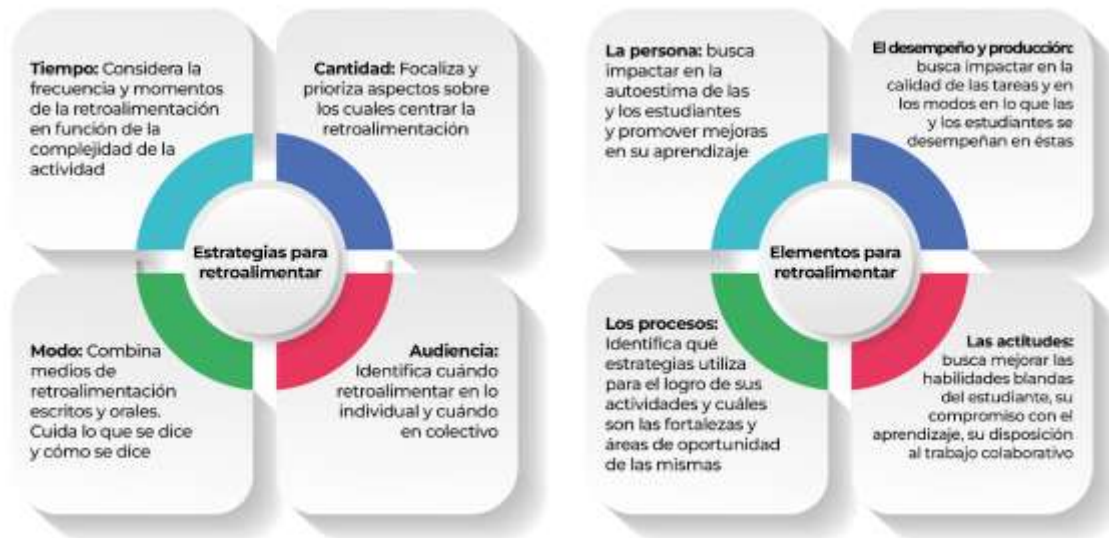 Tiempo: Considera la
frecuencia y momentos
de la retroalimentación
en función de la
complejidad de la
actividad
Cantidad: Focaliza y
prioriza aspectos sobre
los cuales centrar la
retroalimentación
Estrategias para
retroalimentar
Modo: Combina
medios de
retroalimentación
escritos y orales.
Cuida lo que se dice
y cómo se dice
Audiencia:
Identifica cuándo
retroalimentar en lo
individual y cuándo
en colectivo
La persona: busca
impactar en la
autoestima de las
y los estudiantes
y promover mejoras
en su aprendizaje
El desempeño y producción:
busca impactar en la
calidad de las tareas y en
los modos en lo que las
y los estudiantes se
desempeñan en éstas
Elementos para
retroalimentar
Los procesos:
Identifica qué
estrategias utiliza
para el logro de sus
actividades y cuáles
son las fortalezas y
áreas de oportunidad
de las mismas
Las actitudes:
busca mejorar las
habilidades blandas
del estudiante, su
compromiso con el
aprendizaje, su disposición
al trabajo colaborativo